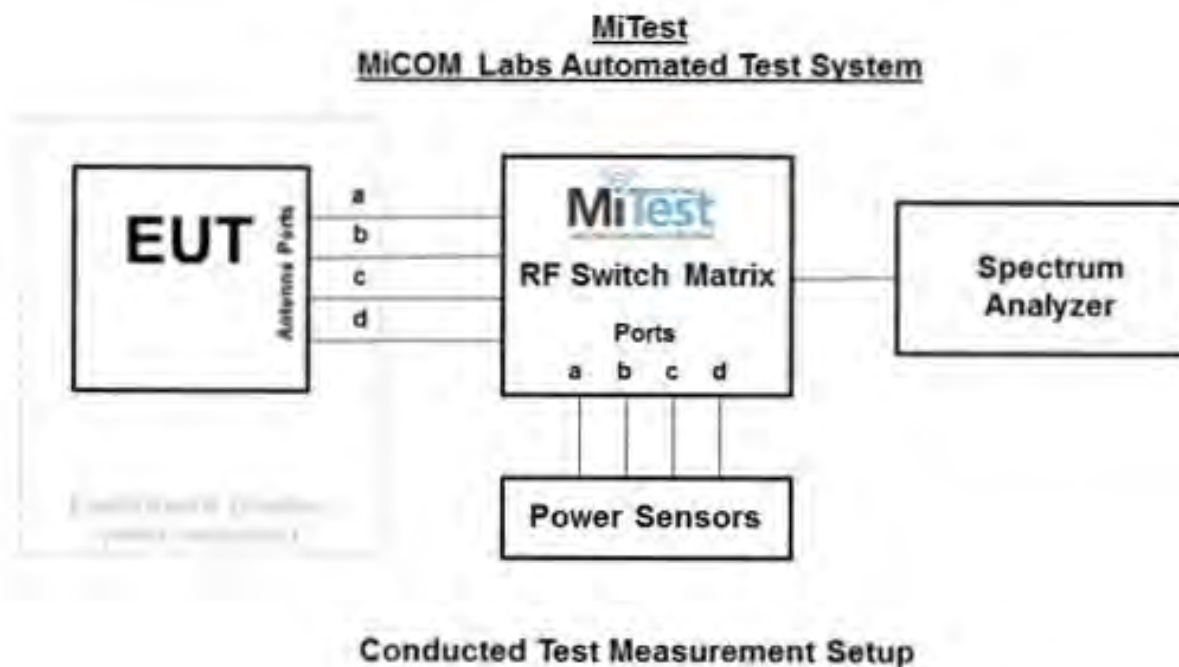 MiTest
MiCOM Labs Automated Test System
EUT
Antenna Ports
a
b
c
d
MiTest
RF Switch Matrix
Ports
a b c d
Spectrum
Analyzer
Power Sensors
Conducted Test Measurement Setup